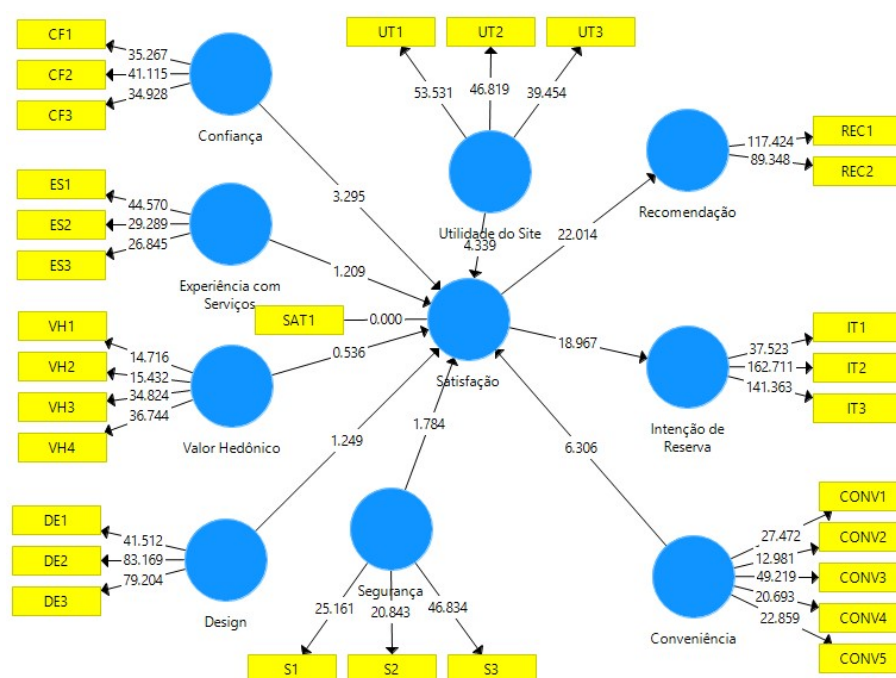 CF1
CF2
CF3
35.267
41.115
34.928
Confiança
UT1
UT2
UT3
53.531
46.819
39.454
Utilidade do Site
4.339
REC1
REC2
117.424
89.348
Recomendação
22.014
3.295
ES1
ES2
ES3
44.570
29.289
26.845
Experiência com
Serviços
1.209
SAT1
0.000
Satisfação
VH1
VH2
VH3
VH4
14.716
15.432
34.824
36.744
Valor Hedônico
0.536
18.967
IT1
IT2
IT3
37.523
162.711
141.363
Intenção de
Reserva
1.249
1.784
6.306
DE1
DE2
DE3
41.512
83.169
79.204
Design
Segurança
25.161
20.843
46.834
S1
S2
S3
CONV1
CONV2
CONV3
CONV4
CONV5
27.472
12.981
49.219
20.693
22.859
Conveniência